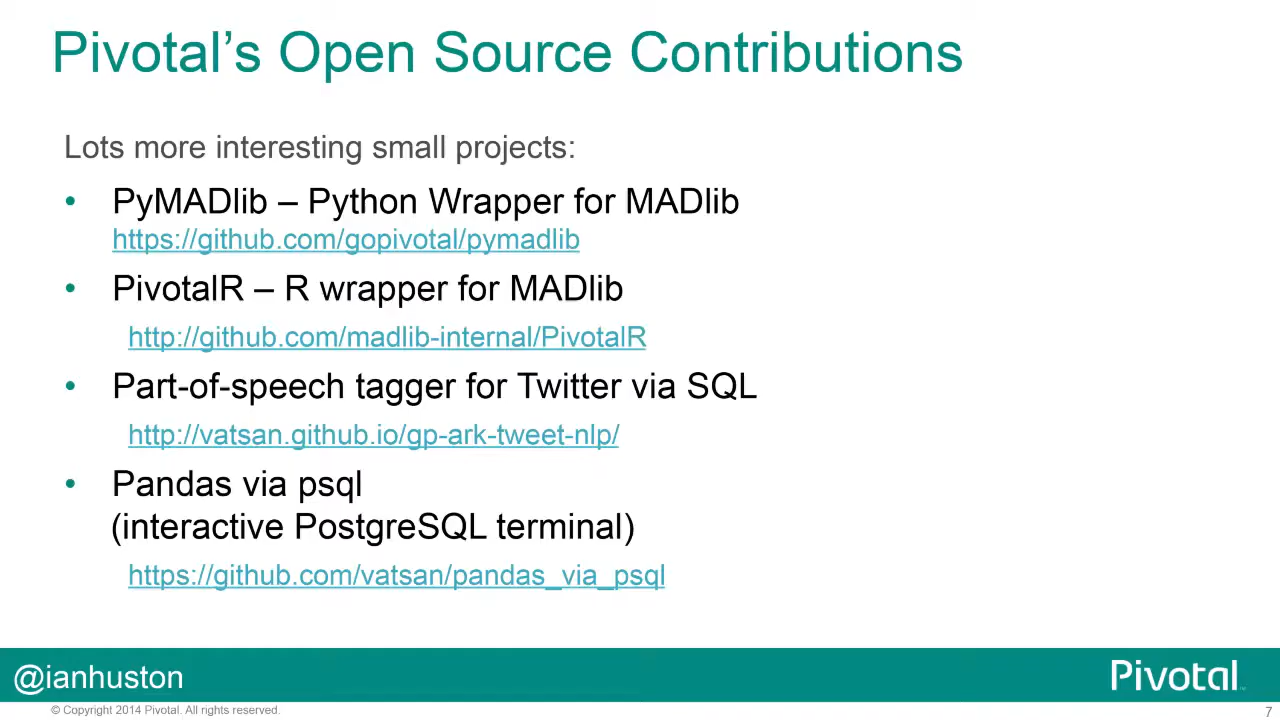 Pivotal’s Open Source Contributions
Lots more interesting small projects:
• PyMADlib – Python Wrapper for MADlib
https://github.com/gopivotal/pymadlib
• PivotalR – R wrapper for MADlib
http://github.com/madlib-internal/PivotalR
• Part-of-speech tagger for Twitter via SQL
http://vatsan.github.io/gp-ark-tweet-nlp/
• Pandas via psql
(interactive PostgreSQL terminal)
https://github.com/vatsan/pandas_via_psql
@ianhuston
Pivotal™
© Copyright 2014 Pivotal. All rights reserved.
7